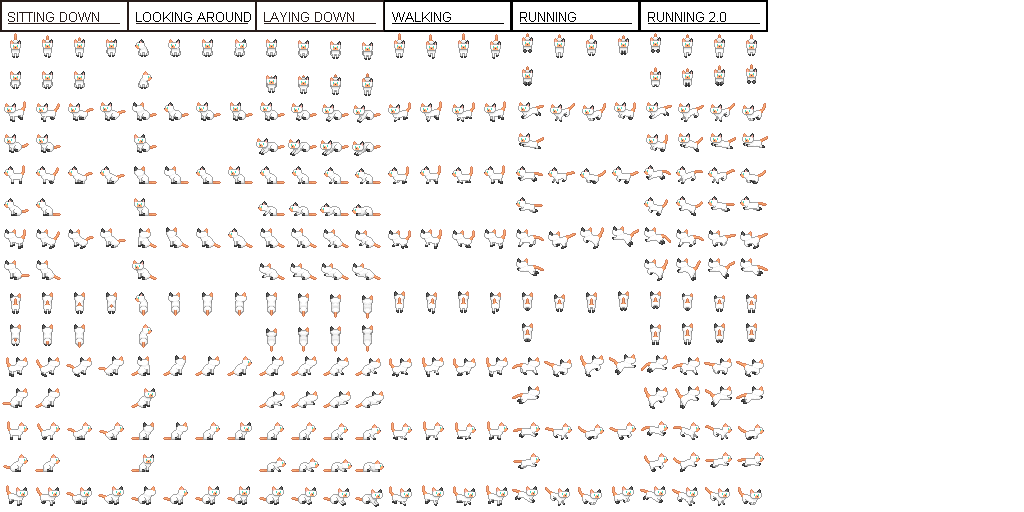 SITTING DOWN
LOOKING AROUND
LAYING DOWN
WALKING
RUNNING
RUNNING 2.0